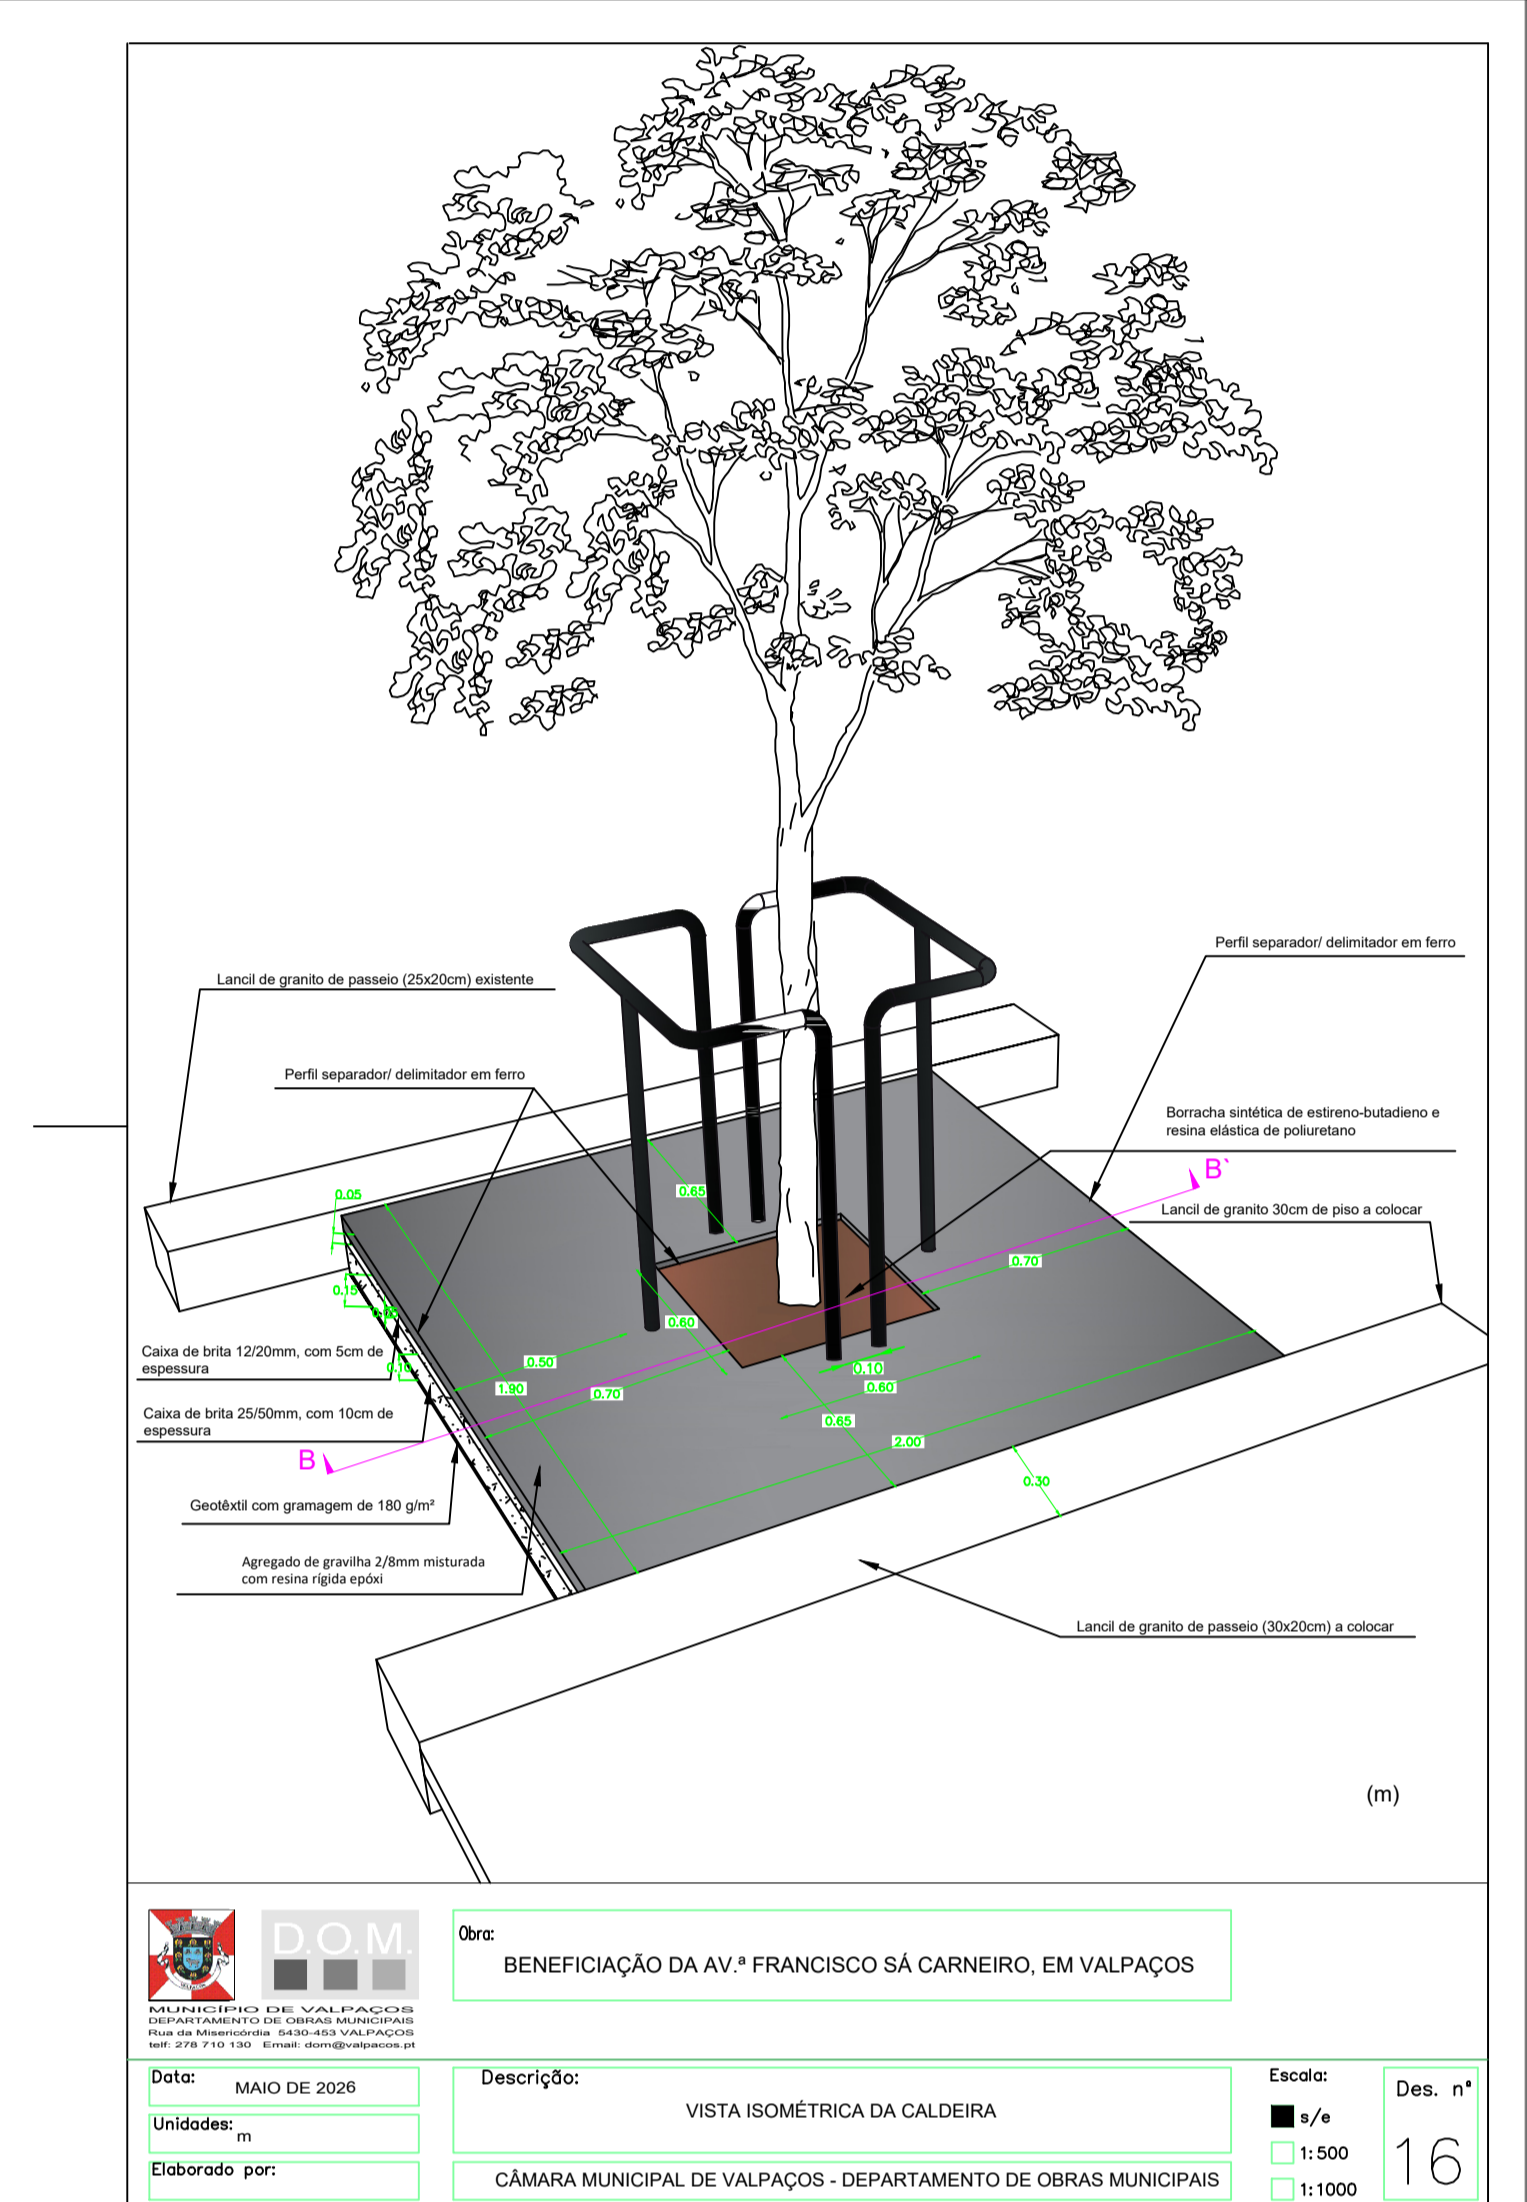 Perfil separador/ delimitador em ferro
Lancil de granito de passeio (25x20cm) existente
Perfil separador/ delimitador em ferro
Borracha sintética de estireno-butadieno e
resina elástica de poliuretano
B`
Lancil de granito 30cm de piso a colocar
0.05
0.65
0.70
0.15
0.60
Caixa de brita 12/20mm, com 5cm de
espessura
0.10
0.50
1.90
0.70
0.10
0.60
0.65
Caixa de brita 25/50mm, com 10cm de
espessura
2.00
B
0.30
Geotêxtil com gramagem de 180 g/m²
Agregado de gravilha 2/8mm misturada
com resina rígida epóxi
Lancil de granito de passeio (30x20cm) a colocar
(m)
D.O.M.
MUNICÍPIO DE VALPAÇOS
DEPARTAMENTO DE OBRAS MUNICIPAIS
Rua da Misericórdia 5430-453 VALPAÇOS
telf: 278 710 130 Email: dom@valpacos.pt
Obra:
BENEFICIAÇÃO DA AV.ª FRANCISCO SÁ CARNEIRO, EM VALPAÇOS
Data:
MAIO DE 2026
Unidades:
m
Elaborado por:
Descrição:
VISTA ISOMÉTRICA DA CALDEIRA
CÂMARA MUNICIPAL DE VALPAÇOS - DEPARTAMENTO DE OBRAS MUNICIPAIS
Escala:
s/e
1:500
1:1000
Des. nº
16